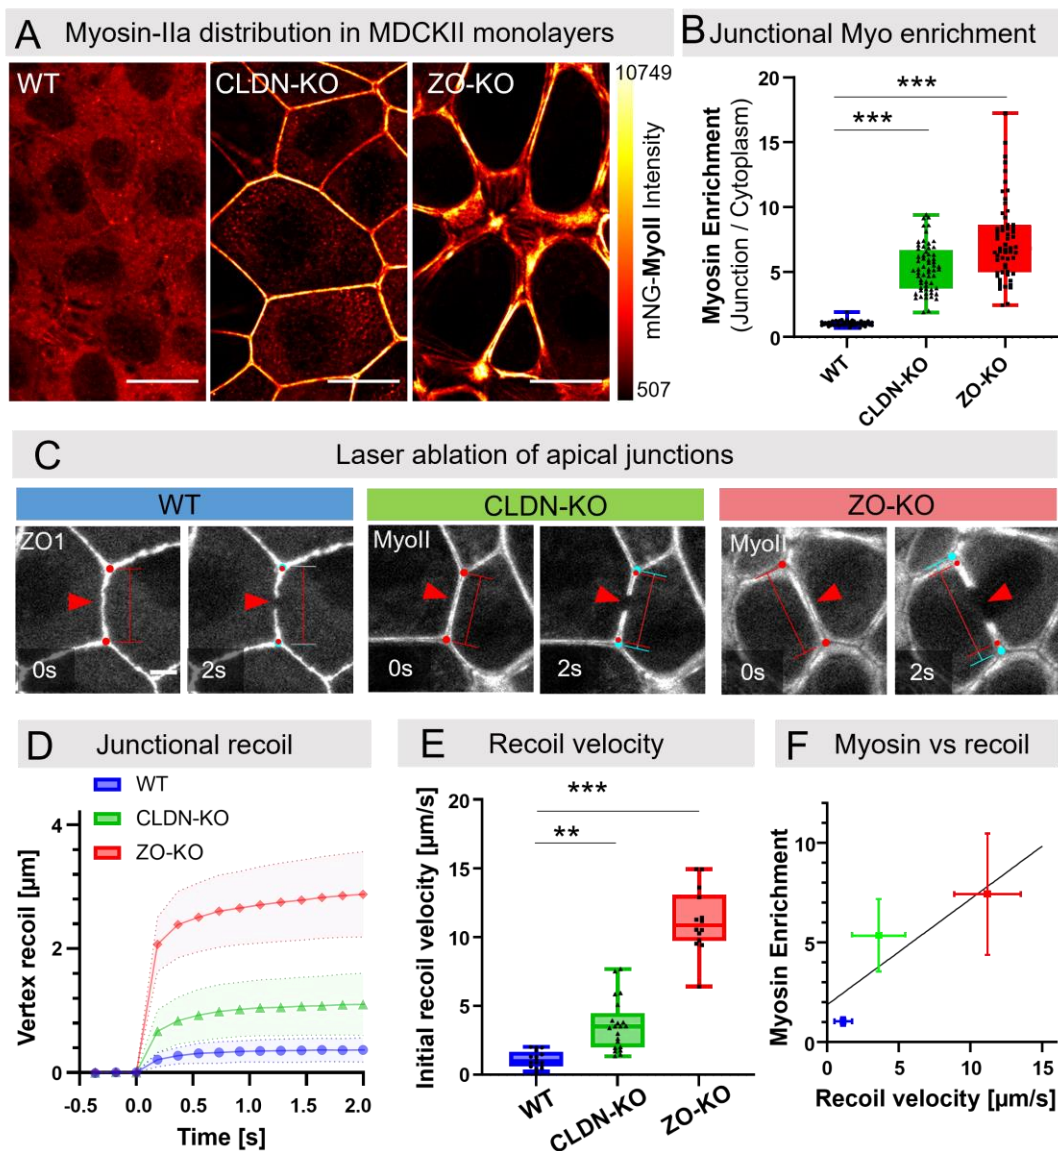 A Myosin-IIa distribution in MDCKII monolayers
WT
CLDN-KO
ZO-KO
10749
mNG-MyoII Intensity
507
B Junctional Myo enrichment
Myosin Enrichment
(Junction / Cytoplasm)
20
15
10
5
0
***
***
WT
CLDN-KO
ZO-KO
C Laser ablation of apical junctions
WT
CLDN-KO
ZO-KO
ZO1
0s
2s
MyoII
0s
2s
MyoII
0s
2s
D Junctional recoil
WT
CLDN-KO
ZO-KO
Vertex recoil [µm]
4
2
0
-0.5 0.0 0.5 1.0 1.5 2.0
Time [s]
E Recoil velocity
Initial recoil velocity [µm/s]
20
15
10
5
0
***
**
WT
CLDN-KO
ZO-KO
F Myosin vs recoil
Myosin Enrichment
10
5
0
0 5 10 15
Recoil velocity [µm/s]